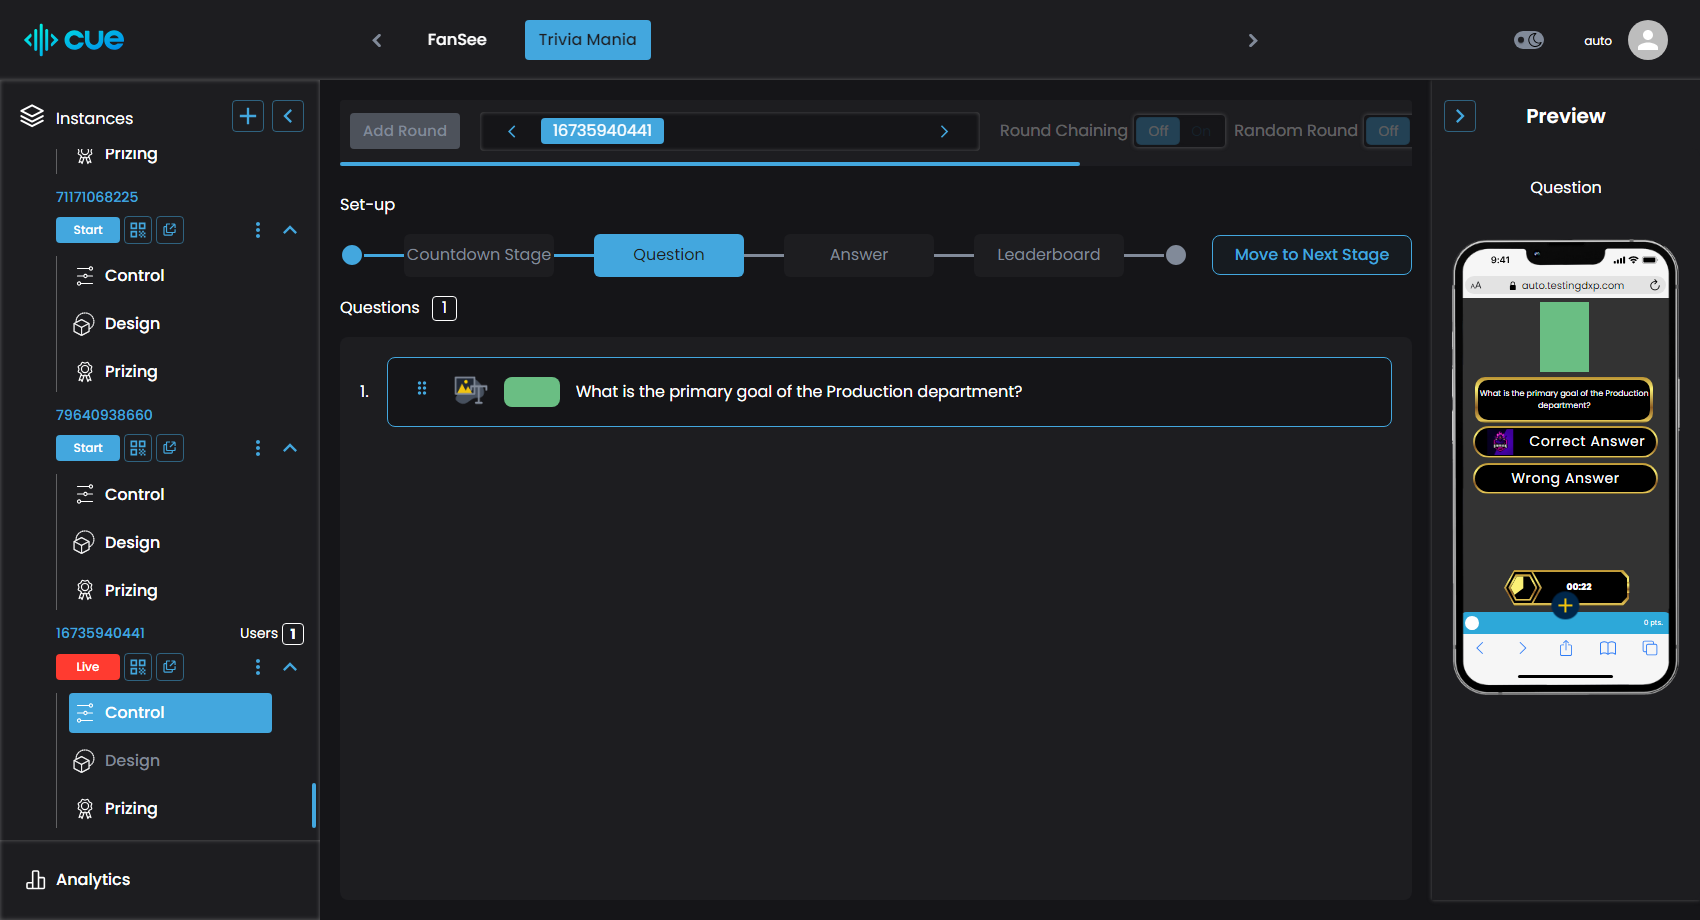 cue
FanSee
Trivia Mania
auto
Instances
Prizing
71171068225
Start
Control
Design
Prizing
79640938660
Start
Control
Design
Prizing
16735940441
Users 1
Live
Control
Design
Prizing
Analytics
Add Round
16735940441
Round Chaining
Off
On
Random Round
Off
Set-up
Countdown Stage
Question
Answer
Leaderboard
Move to Next Stage
Questions 1
1.
What is the primary goal of the Production department?
Preview
Question
9:41
AA
auto.testingdxp.com
What is the primary goal of the Production
department?
Correct Answer
Wrong Answer
00:22
0 pts.